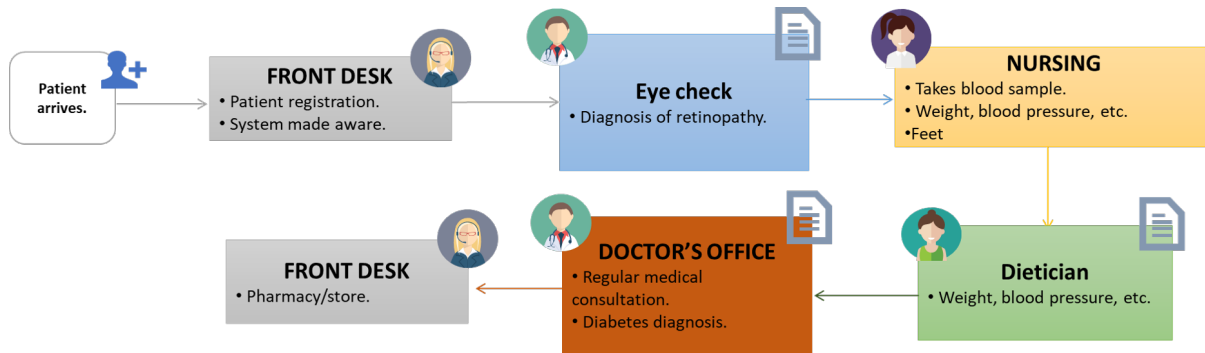 Patient
arrives.
FRONT DESK
• Patient registration.
• System made aware.
Eye check
• Diagnosis of retinopathy.
NURSING
• Takes blood sample.
• Weight, blood pressure, etc.
•Feet
FRONT DESK
• Pharmacy/store.
DOCTOR’S OFFICE
• Regular medical
consultation.
• Diabetes diagnosis.
Dietician
• Weight, blood pressure, etc.